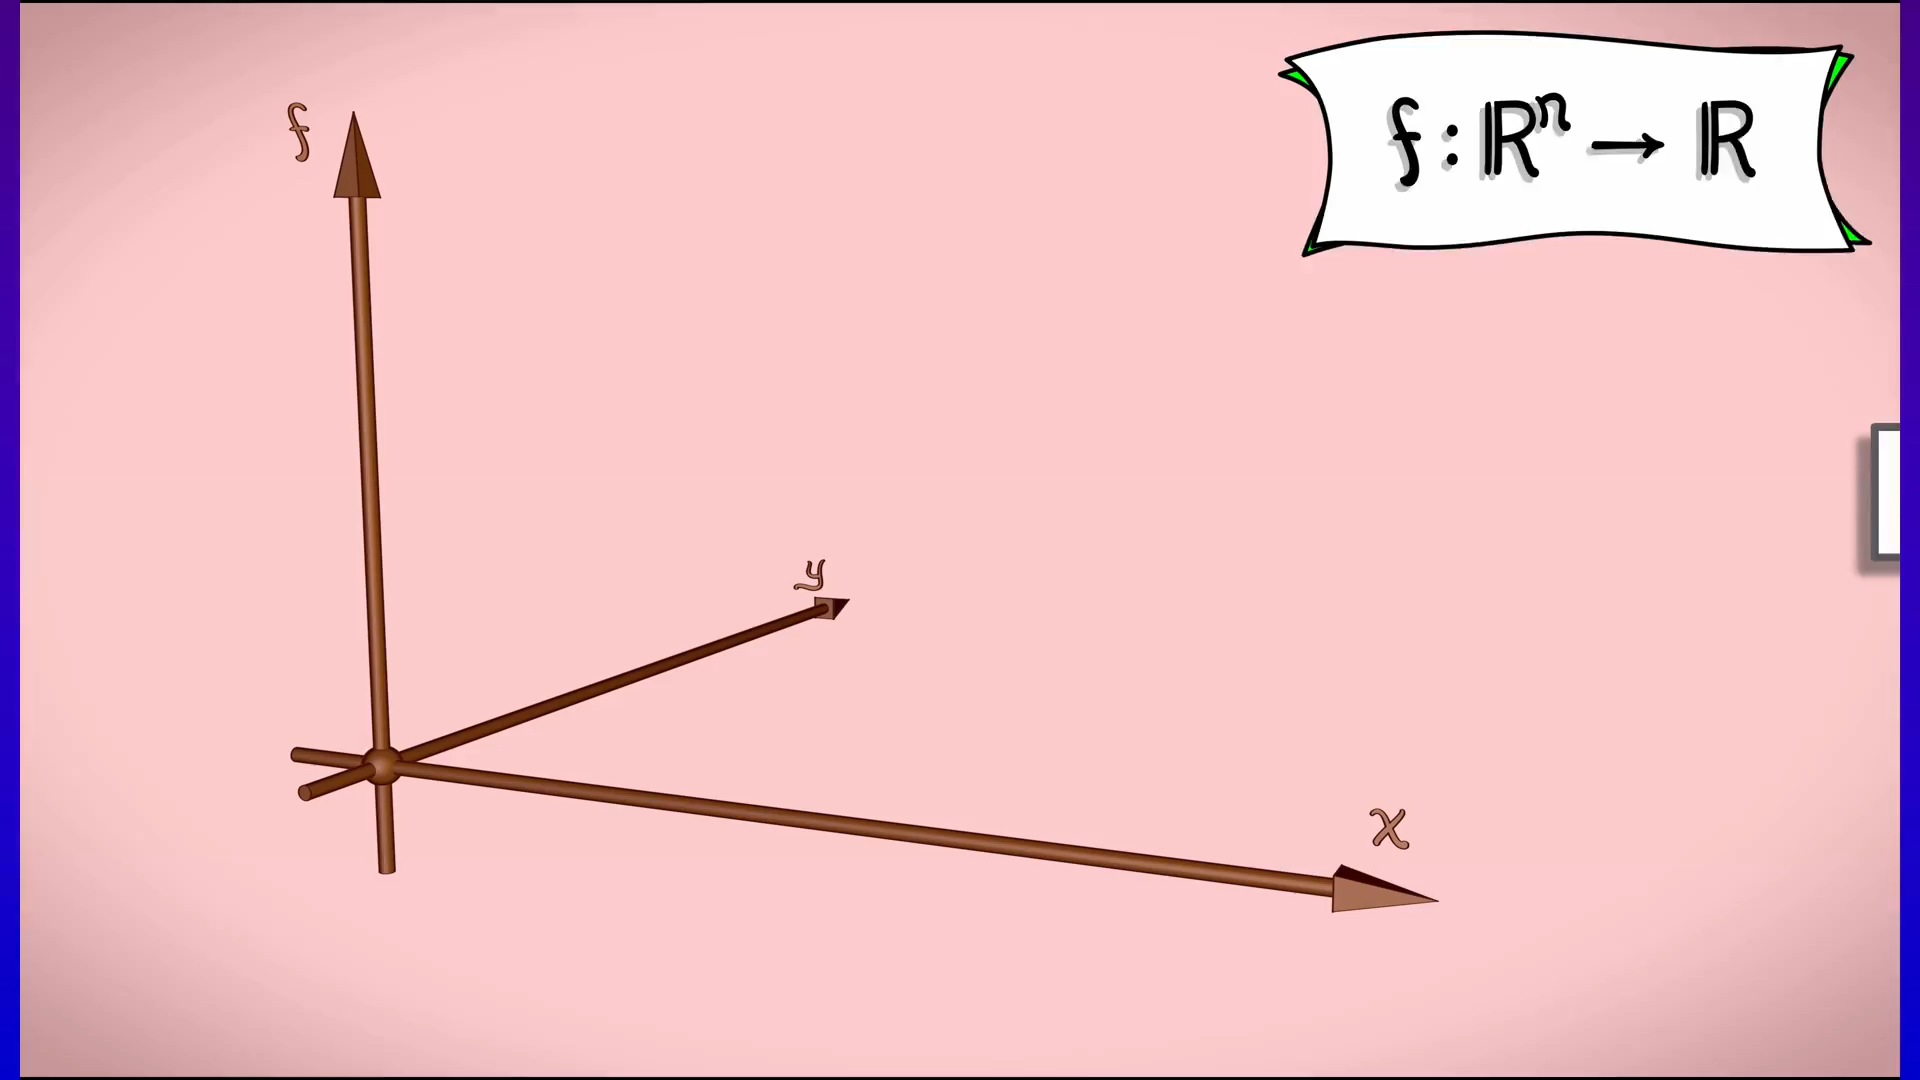 f : ℝⁿ → ℝ
f
y
x